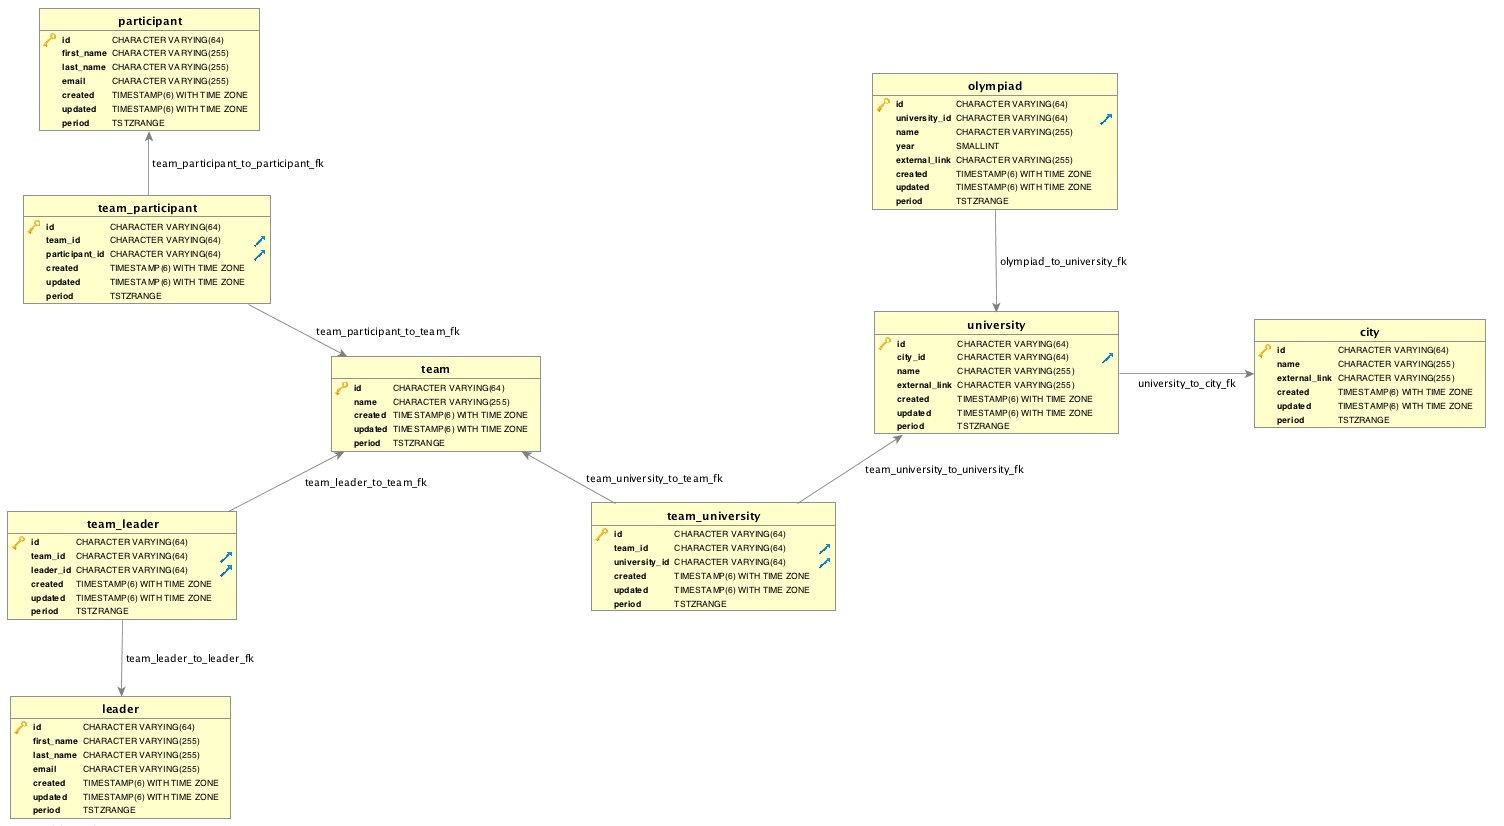 participant
id CHARACTER VARYING(64)
first_name CHARACTER VARYING(255)
last_name CHARACTER VARYING(255)
email CHARACTER VARYING(255)
created TIMESTAMP(6) WITH TIME ZONE
updated TIMESTAMP(6) WITH TIME ZONE
period TSTZRANGE
team_participant_to_participant_fk
team_participant
id CHARACTER VARYING(64)
team_id CHARACTER VARYING(64)
participant_id CHARACTER VARYING(64)
created TIMESTAMP(6) WITH TIME ZONE
updated TIMESTAMP(6) WITH TIME ZONE
period TSTZRANGE
team_participant_to_team_fk
team
id CHARACTER VARYING(64)
name CHARACTER VARYING(255)
created TIMESTAMP(6) WITH TIME ZONE
updated TIMESTAMP(6) WITH TIME ZONE
period TSTZRANGE
team_leader_to_team_fk
team_leader
id CHARACTER VARYING(64)
team_id CHARACTER VARYING(64)
leader_id CHARACTER VARYING(64)
created TIMESTAMP(6) WITH TIME ZONE
updated TIMESTAMP(6) WITH TIME ZONE
period TSTZRANGE
team_leader_to_leader_fk
leader
id CHARACTER VARYING(64)
first_name CHARACTER VARYING(255)
last_name CHARACTER VARYING(255)
email CHARACTER VARYING(255)
created TIMESTAMP(6) WITH TIME ZONE
updated TIMESTAMP(6) WITH TIME ZONE
period TSTZRANGE
team_university_to_team_fk
team_university
id CHARACTER VARYING(64)
team_id CHARACTER VARYING(64)
university_id CHARACTER VARYING(64)
created TIMESTAMP(6) WITH TIME ZONE
updated TIMESTAMP(6) WITH TIME ZONE
period TSTZRANGE
team_university_to_university_fk
olympiad
id CHARACTER VARYING(64)
university_id CHARACTER VARYING(64)
name CHARACTER VARYING(255)
year SMALLINT
external_link CHARACTER VARYING(255)
created TIMESTAMP(6) WITH TIME ZONE
updated TIMESTAMP(6) WITH TIME ZONE
period TSTZRANGE
olympiad_to_university_fk
university
id CHARACTER VARYING(64)
city_id CHARACTER VARYING(64)
name CHARACTER VARYING(255)
external_link CHARACTER VARYING(255)
created TIMESTAMP(6) WITH TIME ZONE
updated TIMESTAMP(6) WITH TIME ZONE
period TSTZRANGE
university_to_city_fk
city
id CHARACTER VARYING(64)
name CHARACTER VARYING(255)
external_link CHARACTER VARYING(255)
created TIMESTAMP(6) WITH TIME ZONE
updated TIMESTAMP(6) WITH TIME ZONE
period TSTZRANGE